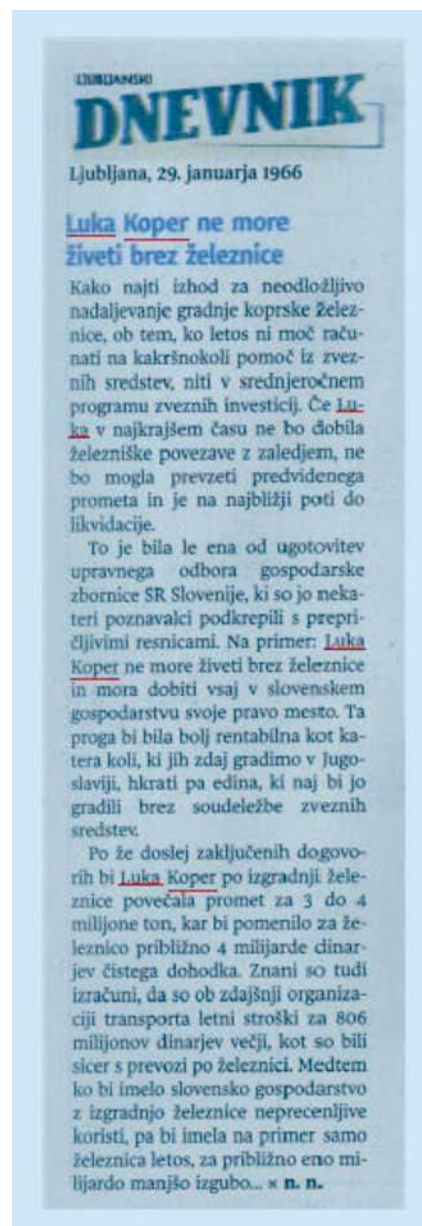 LJUBLJANSKI
DNEVNIK
Ljubljana, 29. januarja 1966
Luka Koper ne more
živeti brez železnice
Kako najti izhod za neodložljivo
nadaljevanje gradnje koprske želez-
nice, ob tem, ko letos ni moč raču-
nati na kakršnokoli pomoč iz zvez-
nih sredstev, niti v srednjeročnem
programu zveznih investicij. Če Lu-
ka v najkrajšem času ne bo dobila
železniške povezave z zaledjem, ne
bo mogla prevzeti predvidenega
prometa in je na najbližji poti do
likvidacije.
To je bila le ena od ugotovitev
upravnega odbora gospodarske
zbornice SR Slovenije, ki so jo neka-
teri poznavalci podkrepili s prepri-
čljivimi resnicami. Na primer: Luka
Koper ne more živeti brez železnice
in mora dobiti vsaj v slovenskem
gospodarstvu svoje pravo mesto. Ta
proga bi bila bolj rentabilna kot ka-
tera koli, ki jih zdaj gradimo v Jugo-
slaviji, hkrati pa edina, ki naj bi jo
gradili brez soudeležbe zveznih
sredstev.
Po že doslej zaključenih dogovo-
rih bi Luka Koper po izgradnji žele-
znice povečala promet za 3 do 4
milijone ton, kar bi pomenilo za že-
leznico približno 4 milijarde dinar-
jev čistega dohodka. Znani so tudi
izračuni, da so ob zdajšnji organiza-
ciji transporta letni stroški za 806
milijonov dinarjev večji, kot so bili
sicer s prevozi po železnici. Medtem
ko bi imelo slovensko gospodarstvo
z izgradnjo železnice neprecenljive
koristi, pa bi imela na primer samo
železnica letos, za približno eno mi-
lijardo manjšo izgubo... × n. n.